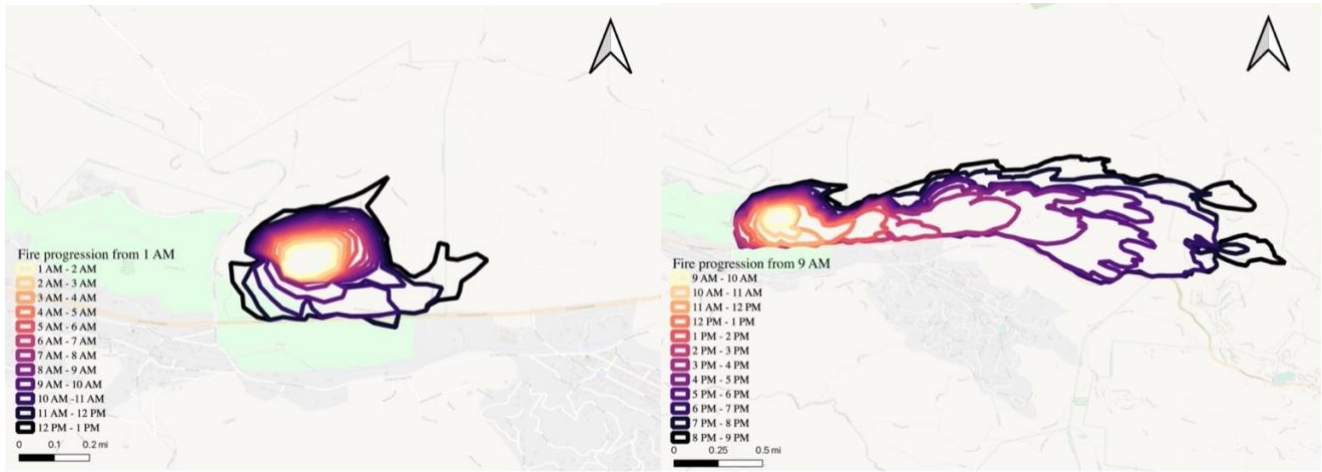 Fire progression from 1 AM
1 AM - 2 AM
2 AM - 3 AM
3 AM - 4 AM
4 AM - 5 AM
5 AM - 6 AM
6 AM - 7 AM
7 AM - 8 AM
8 AM - 9 AM
9 AM - 10 AM
10 AM -11 AM
11 AM - 12 PM
12 PM - 1 PM
0 0.1 0.2 mi
Fire progression from 9 AM
9 AM - 10 AM
10 AM - 11 AM
11 AM - 12 PM
12 PM - 1 PM
1 PM - 2 PM
2 PM - 3 PM
3 PM - 4 PM
4 PM - 5 PM
5 PM - 6 PM
6 PM - 7 PM
7 PM - 8 PM
8 PM - 9 PM
0 0.25 0.5 mi